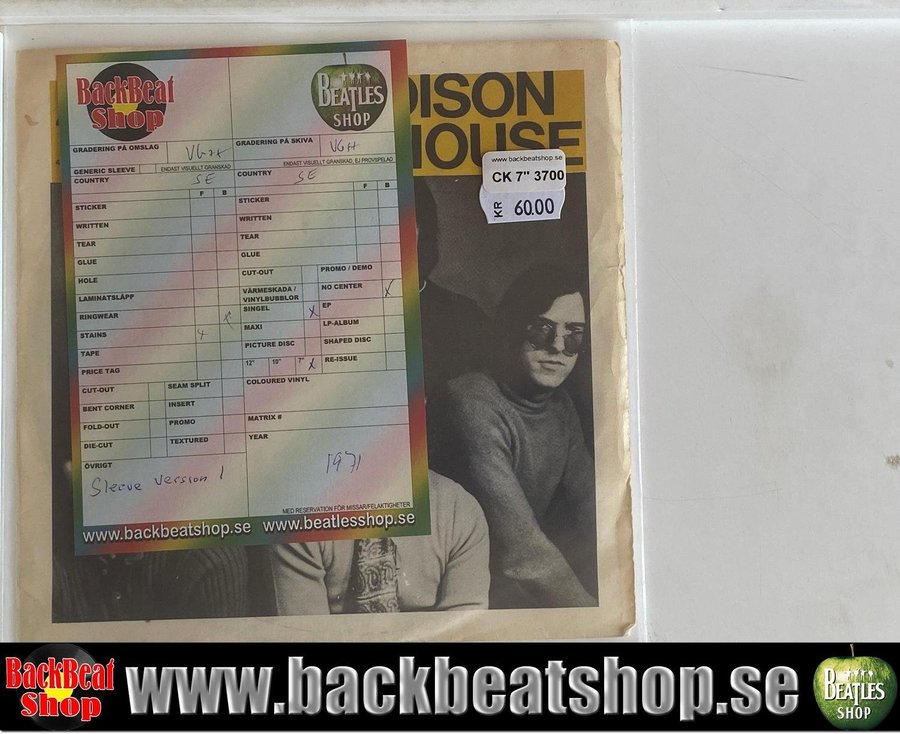 BackBeat
Shop
BEATLES
SHOP
DISON
HOUSE
www.backbeatshop.se
CK 7" 3700
KR 60.00
GRADERING PÅ OMSLAG
GRADERING PÅ SKIVA
VG++
GENERIC SLEEVE
ENDAST VISUELLT GRANSKAD
ENDAST VISUELLT GRANSKAD, EJ PROVSPELAD
COUNTRY
SE
COUNTRY
SE
F B
F B
STICKER
WRITTEN
TEAR
GLUE
HOLE
LAMINATSLÄPP
RINGWEAR
STAINS x
TAPE
PRICE TAG
STICKER
WRITTEN
TEAR
GLUE
CUT-OUT
PROMO / DEMO
VÄRMESKADA /
VINYLBUBBLOR
NO CENTER x
SINGEL x
EP
MAXI
LP-ALBUM
PICTURE DISC
SHAPED DISC
12" 10" 7" x
RE-ISSUE
CUT-OUT
SEAM SPLIT
BENT CORNER
INSERT
FOLD-OUT
PROMO
DIE-CUT
TEXTURED
COLOURED VINYL
MATRIX #
YEAR
1971
ÖVRIGT
Sleeve version 1
MED RESERVATION FÖR MISSAR/FELAKTIGHETER
www.backbeatshop.se www.beatlesshop.se
BackBeat
Shop
www.backbeatshop.se
BEATLES
SHOP